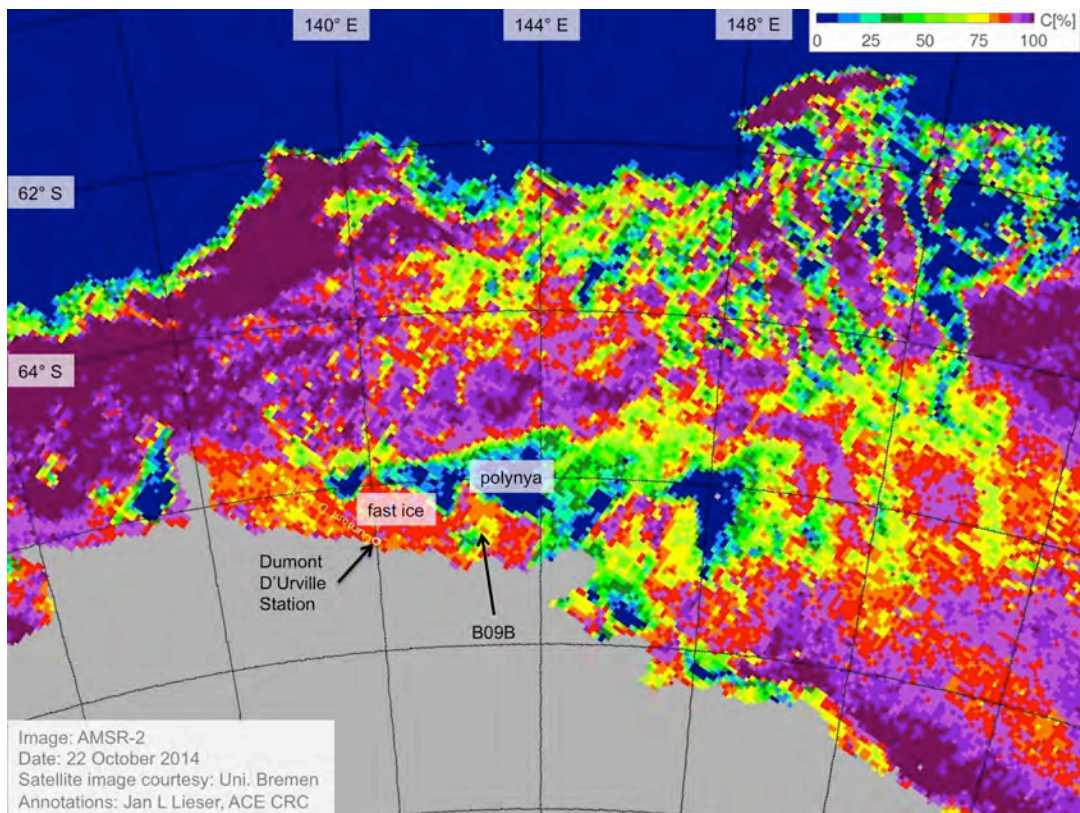 140° E
144° E
148° E
C[%]
0 25 50 75 100
62° S
64° S
polynya
fast ice
Dumont
D'Urville
Station
B09B
Image: AMSR-2
Date: 22 October 2014
Satellite image courtesy: Uni. Bremen
Annotations: Jan L Lieser, ACE CRC